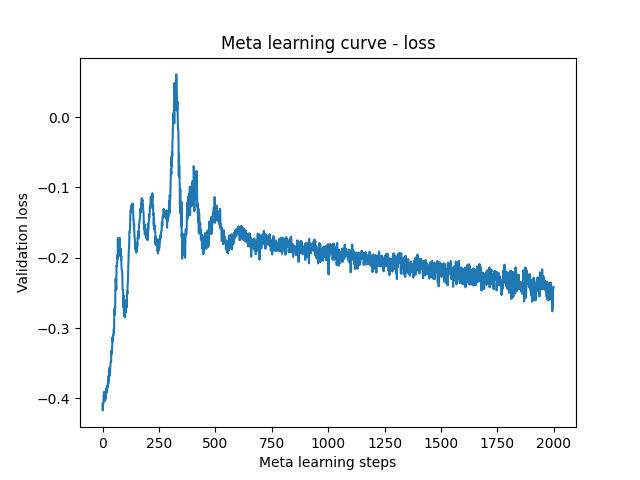 Meta learning curve - loss
Validation loss
0.0
−0.1
−0.2
−0.3
−0.4
0 250 500 750 1000 1250 1500 1750 2000
Meta learning steps